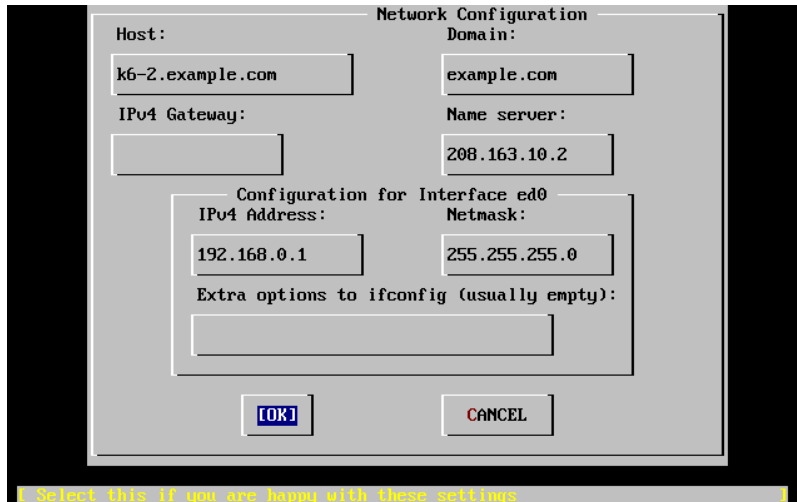 Network Configuration
Host: Domain:
k6-2.example.com example.com
IPv4 Gateway: Name server:
208.163.10.2
Configuration for Interface ed0
IPv4 Address: Netmask:
192.168.0.1 255.255.255.0
Extra options to ifconfig (usually empty):
[OK] CANCEL
[ Select this if you are happy with these settings ]